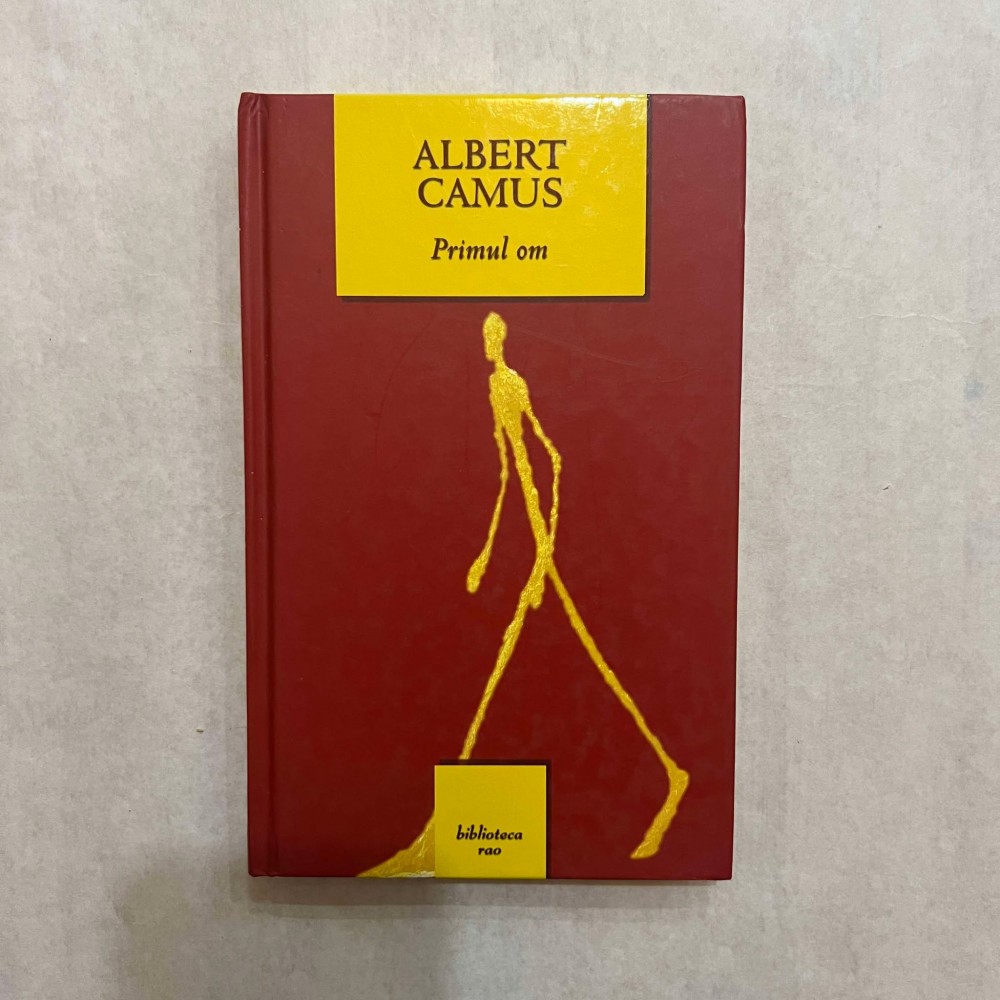 ALBERT
CAMUS
Primul om
biblioteca
rao